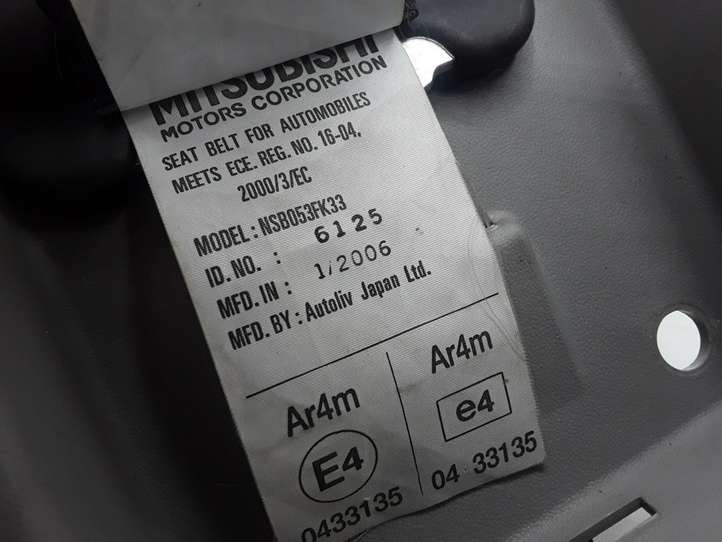 MITSUBISHI
MOTORS CORPORATION
SEAT BELT FOR AUTOMOBILES
MEETS ECE. REG. NO. 16-04,
2000/3/EC
MODEL : NSB053FK33
ID. NO. : 6125
MFD. IN : 1/2006
MFD. BY : Autoliv Japan Ltd.
Ar4m
E4
0433135
Ar4m
e4
04 33135